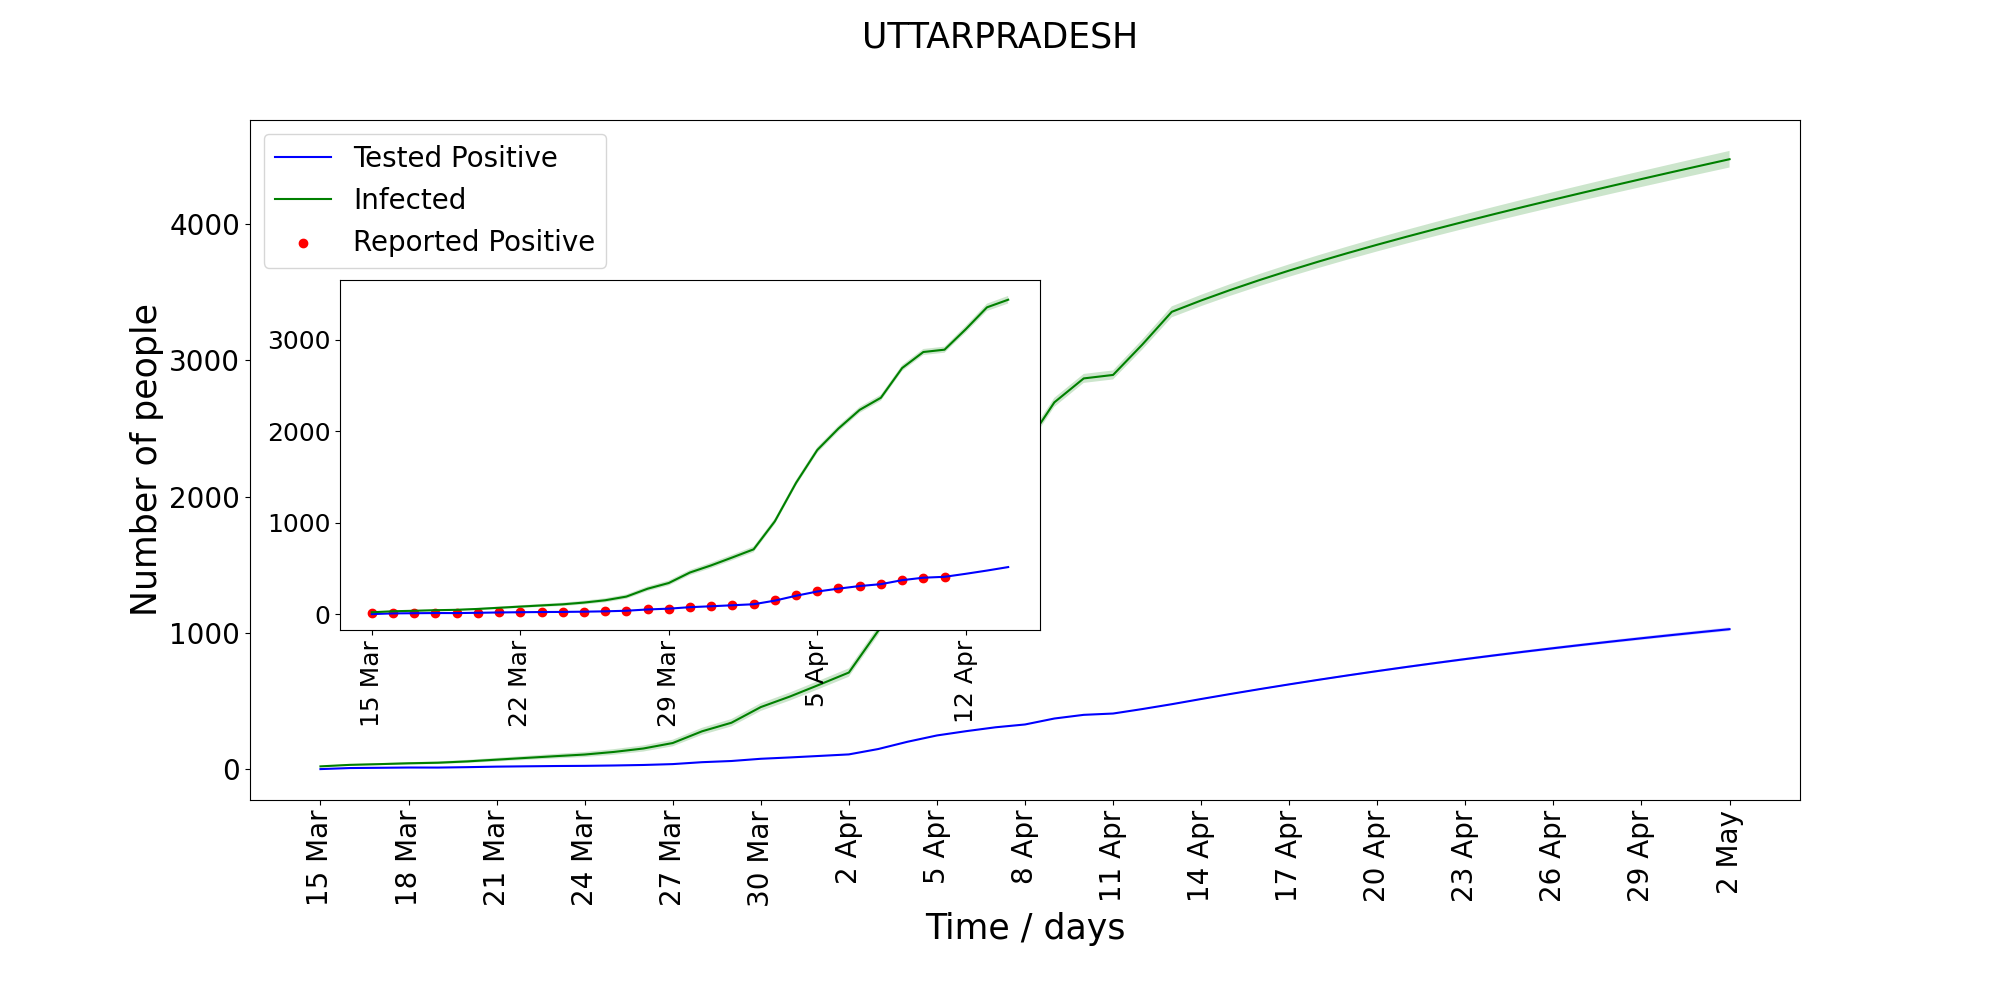 UTTARPRADESH
Tested Positive
Infected
Reported Positive
Number of people
4000
3000
2000
1000
0
3000
2000
1000
0
15 Mar
22 Mar
29 Mar
5 Apr
12 Apr
15 Mar
18 Mar
21 Mar
24 Mar
27 Mar
30 Mar
2 Apr
5 Apr
8 Apr
11 Apr
14 Apr
17 Apr
20 Apr
23 Apr
26 Apr
29 Apr
2 May
Time / days